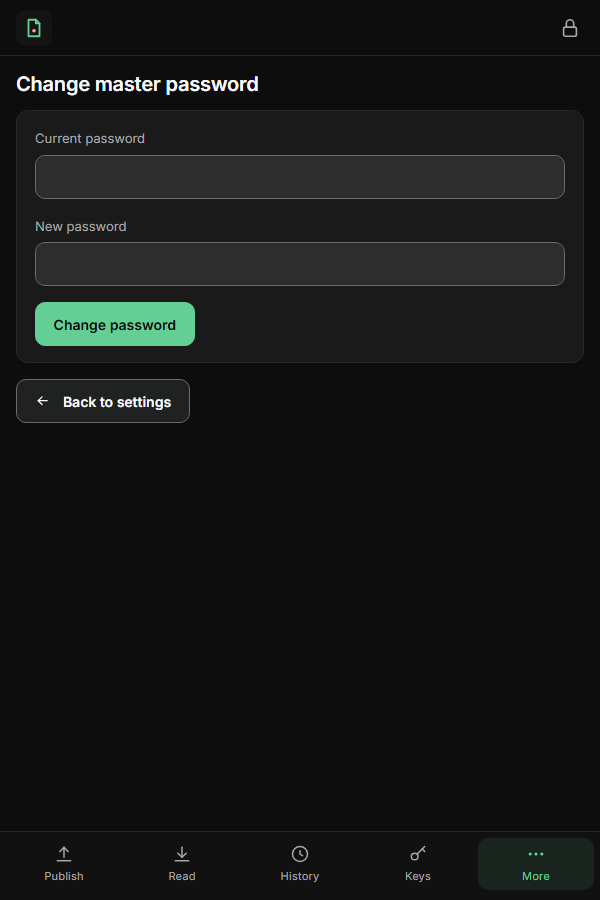 Change master password
Current password
New password
Change password
Back to settings
Publish
Read
History
Keys
More